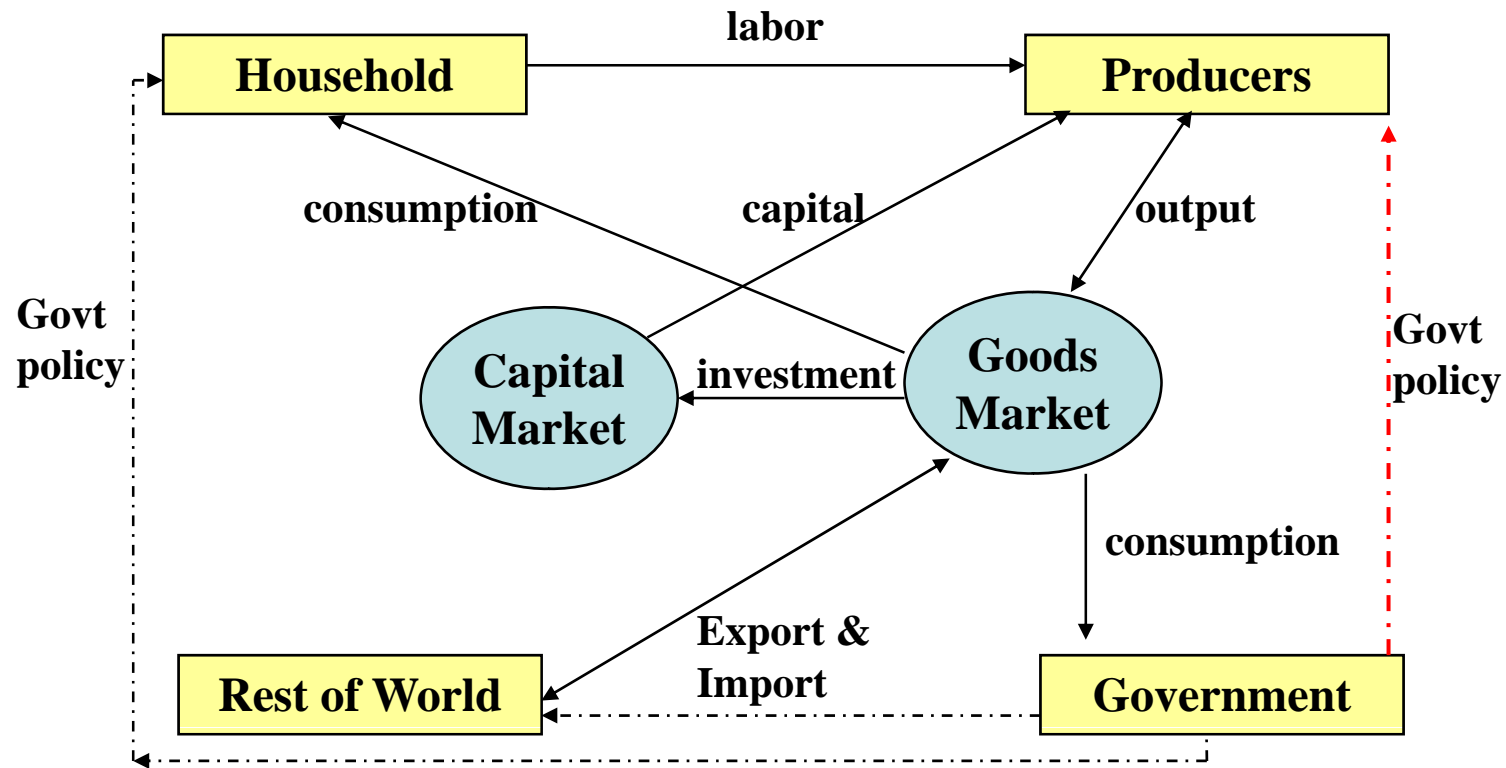 labor
Household
Producers
consumption
capital
output
Govt
policy
Capital
Market
investment
Goods
Market
Govt
policy
consumption
Export &
Import
Rest of World
Government